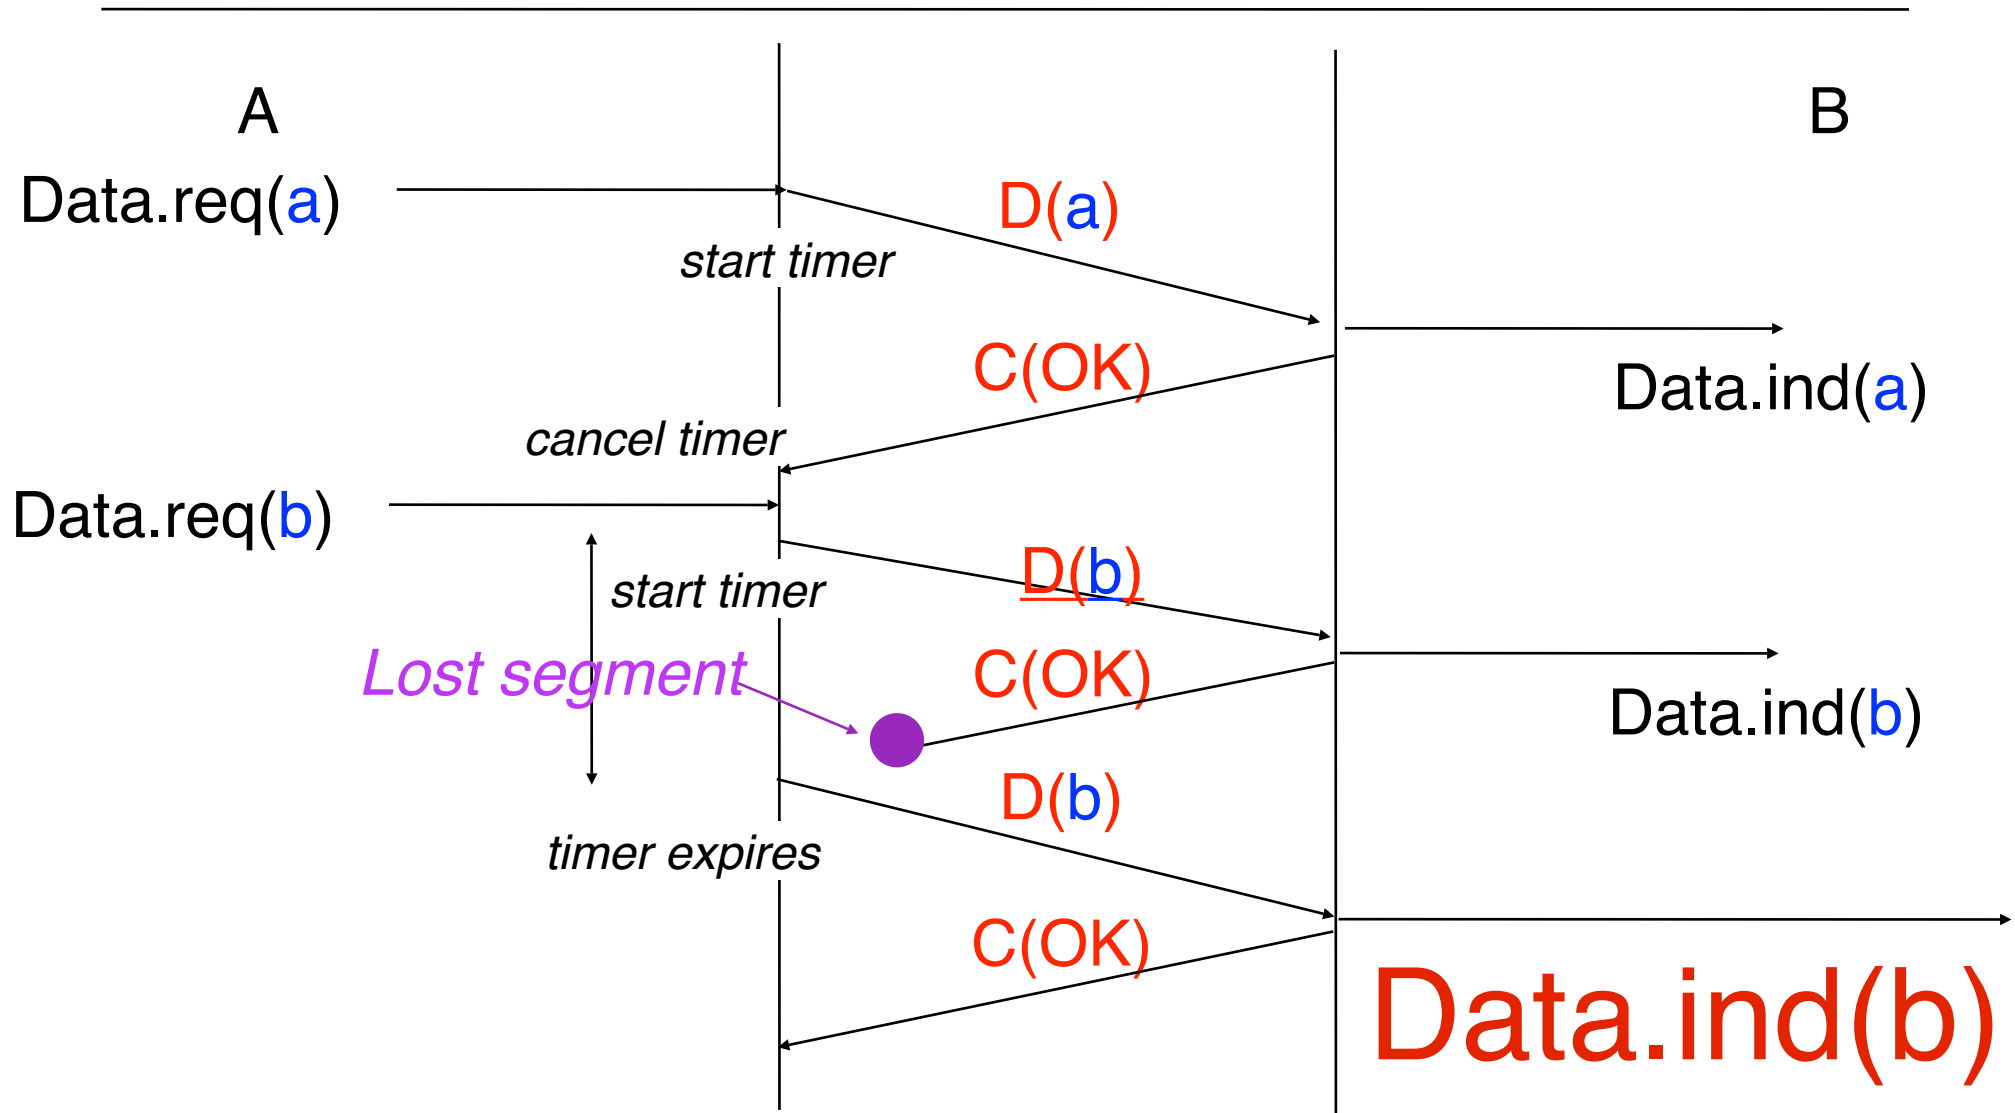 A
B
Data.req(a)
D(a)
start timer
C(OK)
Data.ind(a)
cancel timer
Data.req(b)
D(b)
start timer
Lost segment
C(OK)
Data.ind(b)
D(b)
timer expires
C(OK)
Data.ind(b)